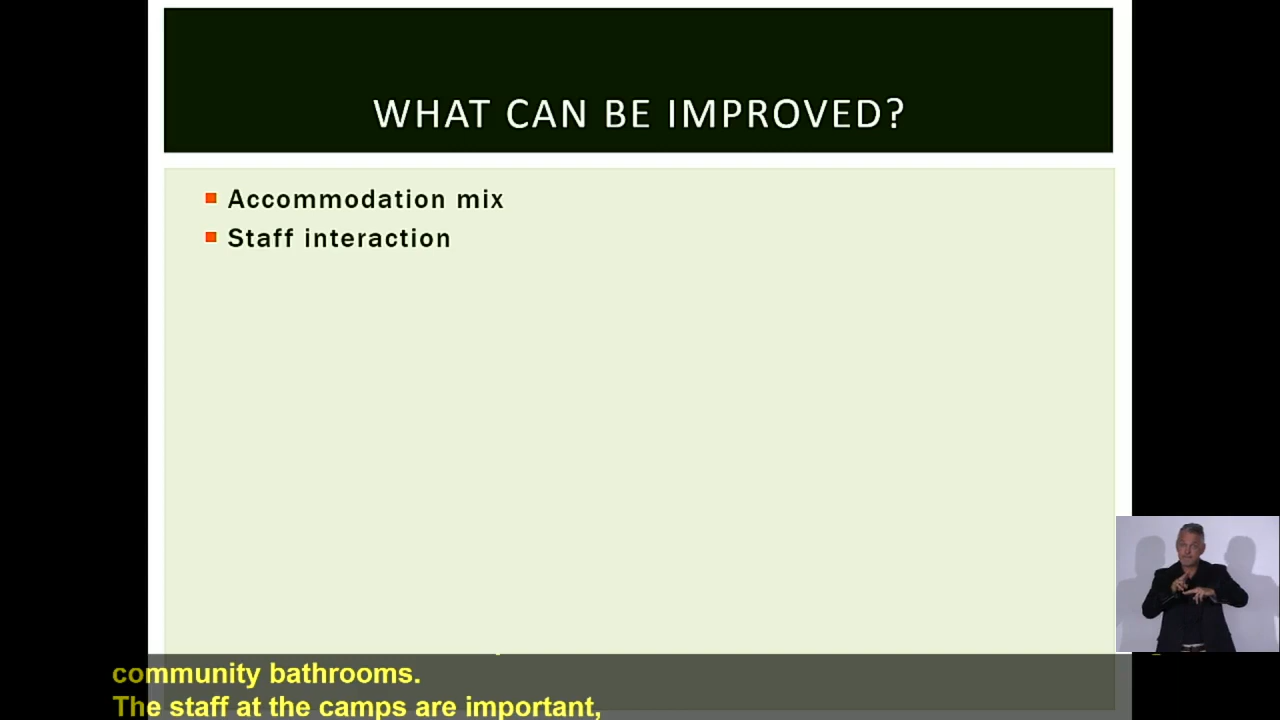 WHAT CAN BE IMPROVED?
Accommodation mix
Staff interaction
community bathrooms.
The staff at the camps are important,